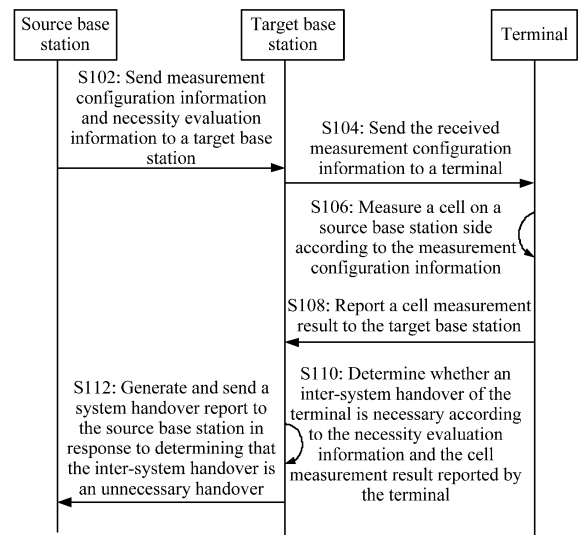 Source base
station
Target base
station
Terminal
S102: Send measurement
configuration information
and necessity evaluation
information to a target base
station
S104: Send the received
measurement configuration
information to a terminal
S106: Measure a cell on a
source base station side
according to the measurement
configuration information
S108: Report a cell measurement
result to the target base station
S110: Determine whether an
inter-system handover of the
terminal is necessary according
to the necessity evaluation
information and the cell
measurement result reported by
the terminal
S112: Generate and send a
system handover report to
the source base station in
response to determining that
the inter-system handover is
an unnecessary handover